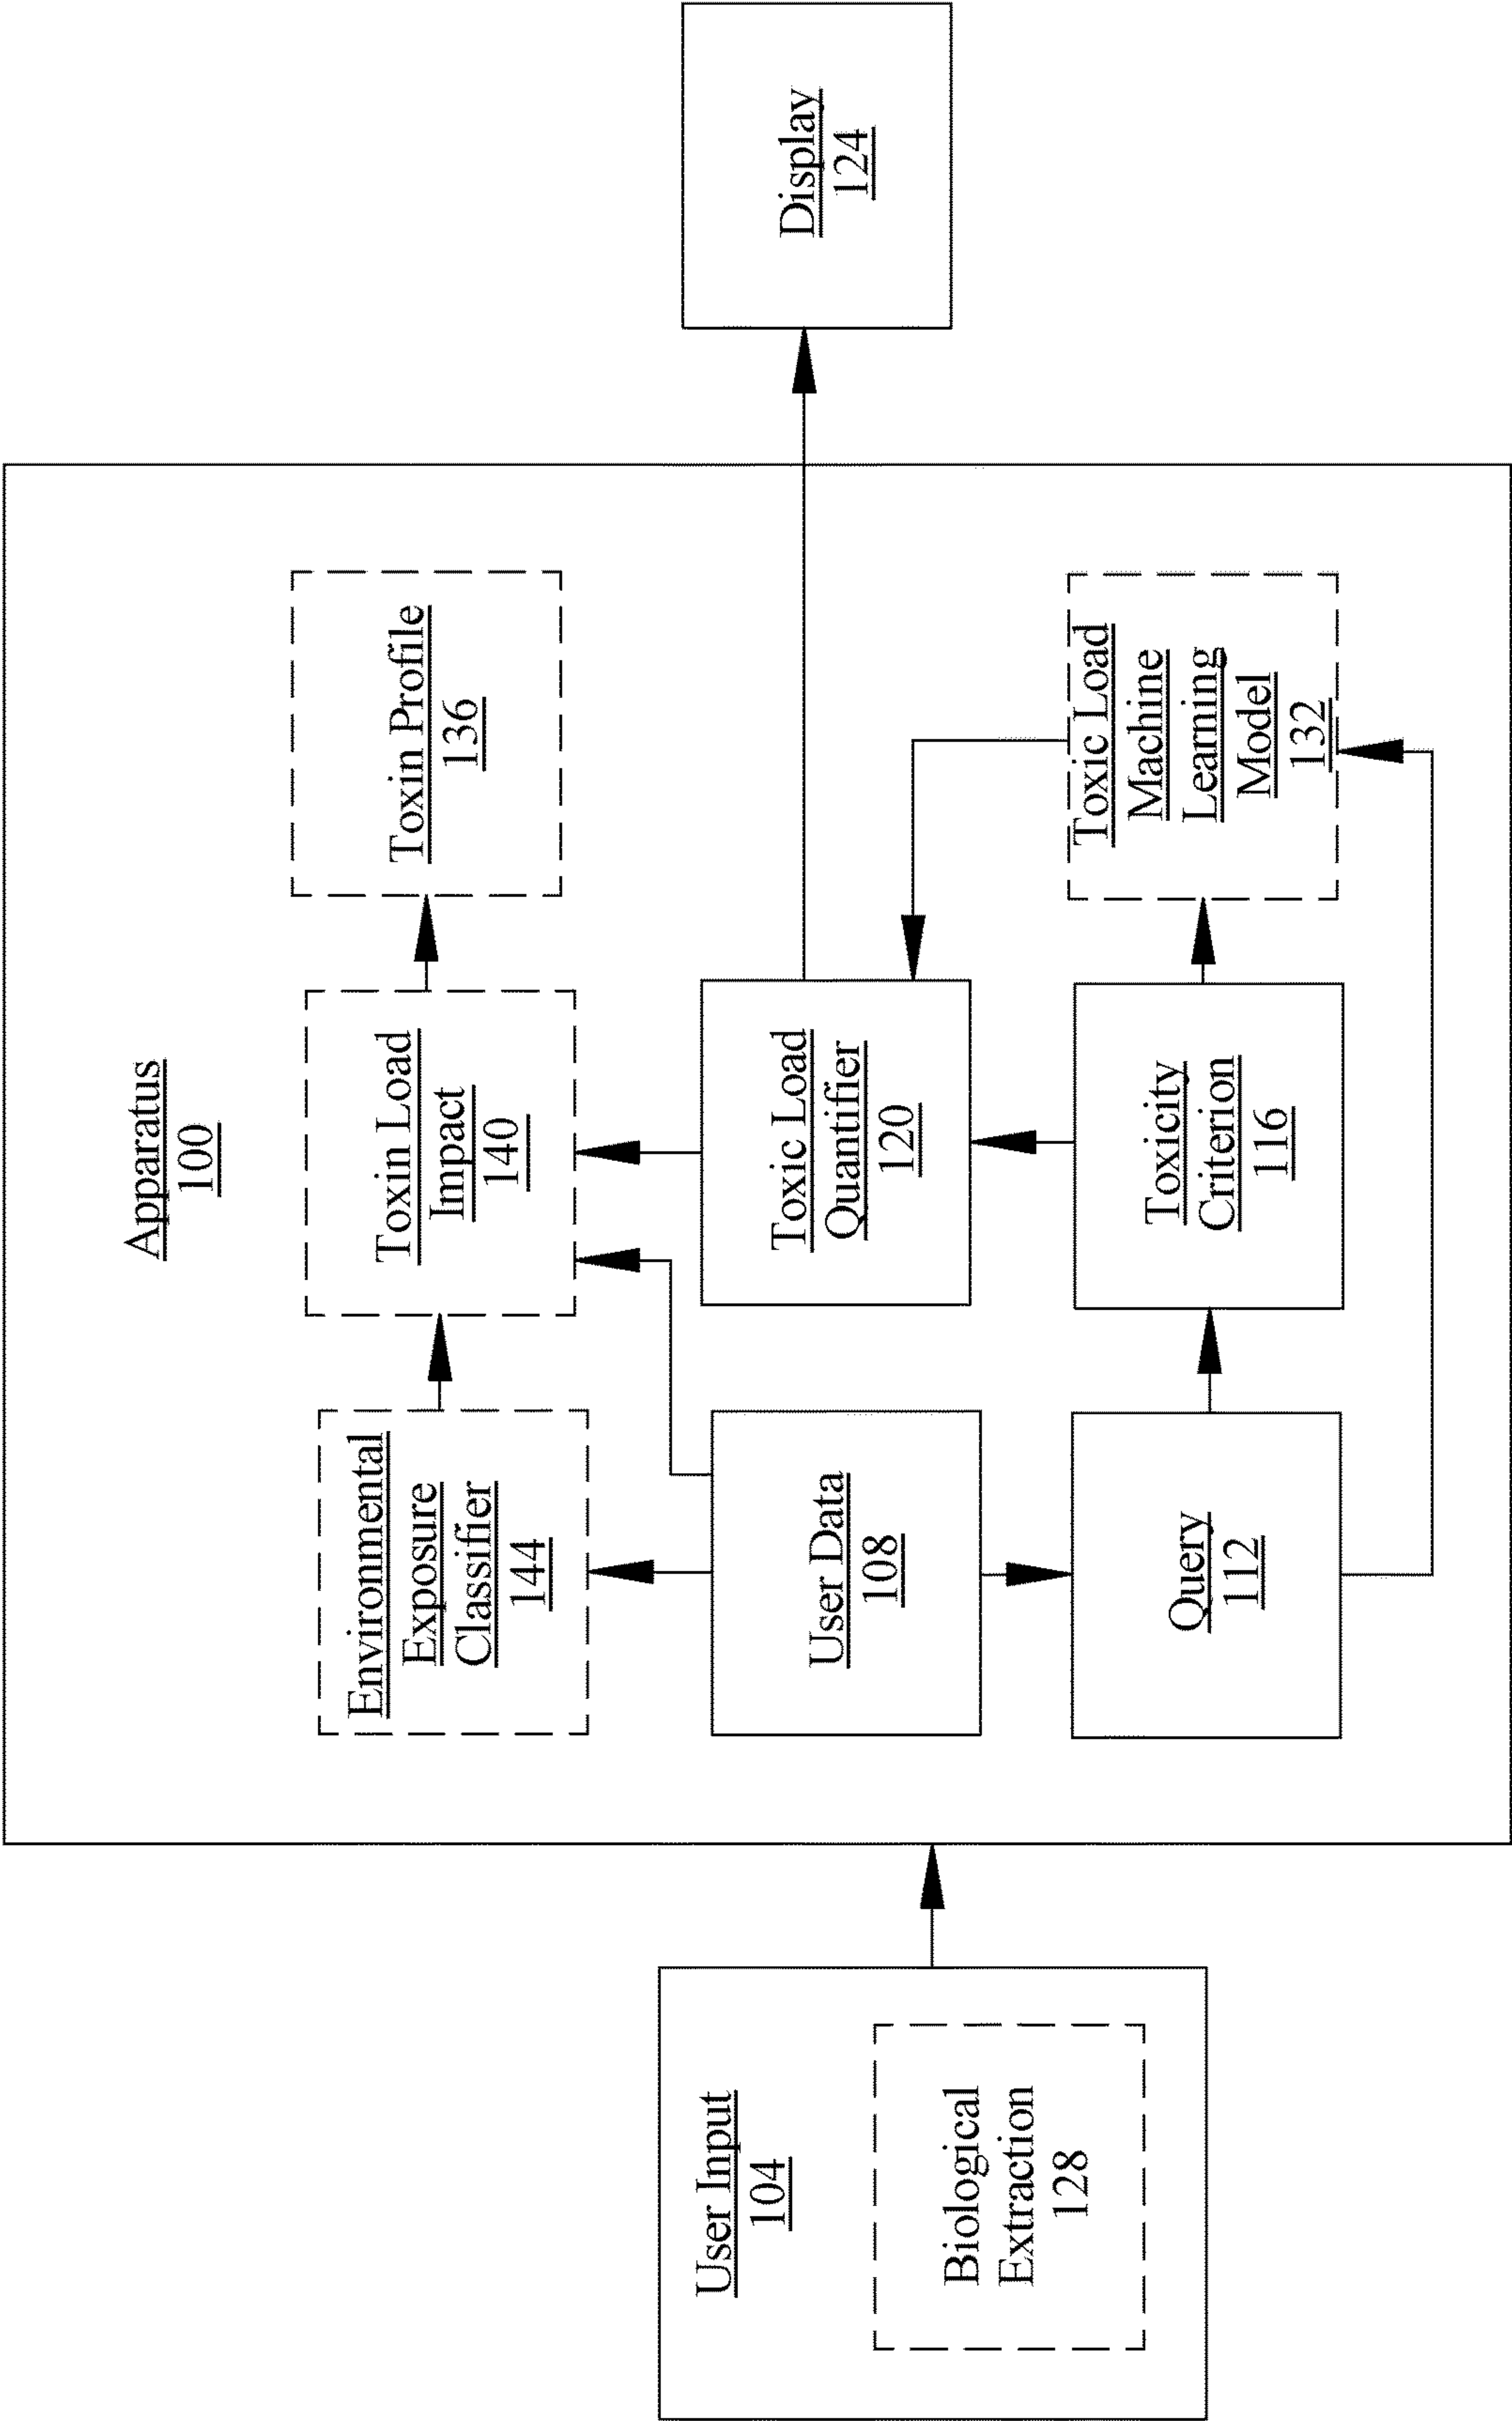 Apparatus
100
User Input
104
Biological
Extraction
128
Environmental
Exposure
Classifier
144
Toxin Load
Impact
140
Toxin Profile
136
User Data
108
Toxic Load
Quantifier
120
Query
112
Toxicity
Criterion
116
Toxic Load
Machine
Learning
Model
132
Display
124